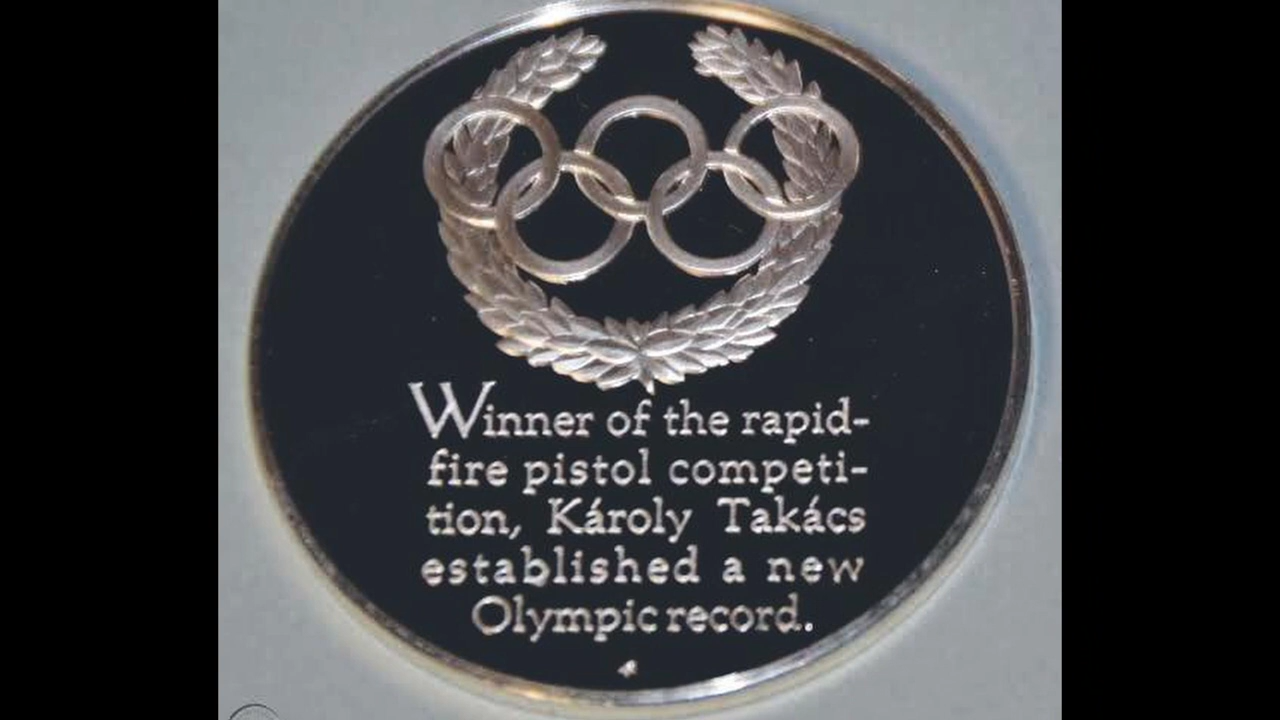 Winner of the rapid-
fire pistol competi-
tion, Károly Takács
established a new
Olympic record.